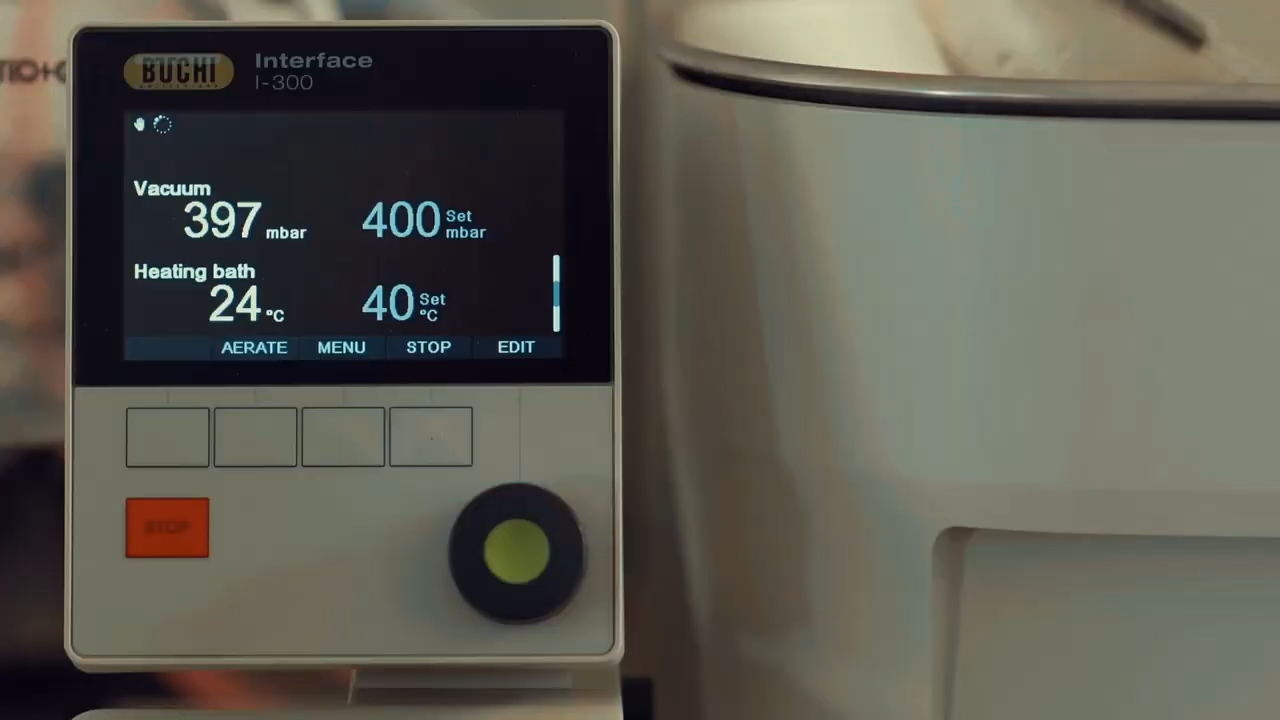 BUCHI
Interface
I-300
Vacuum
397 mbar 400 Set mbar
Heating bath
24 °C 40 Set °C
AERATE MENU STOP EDIT
STOP